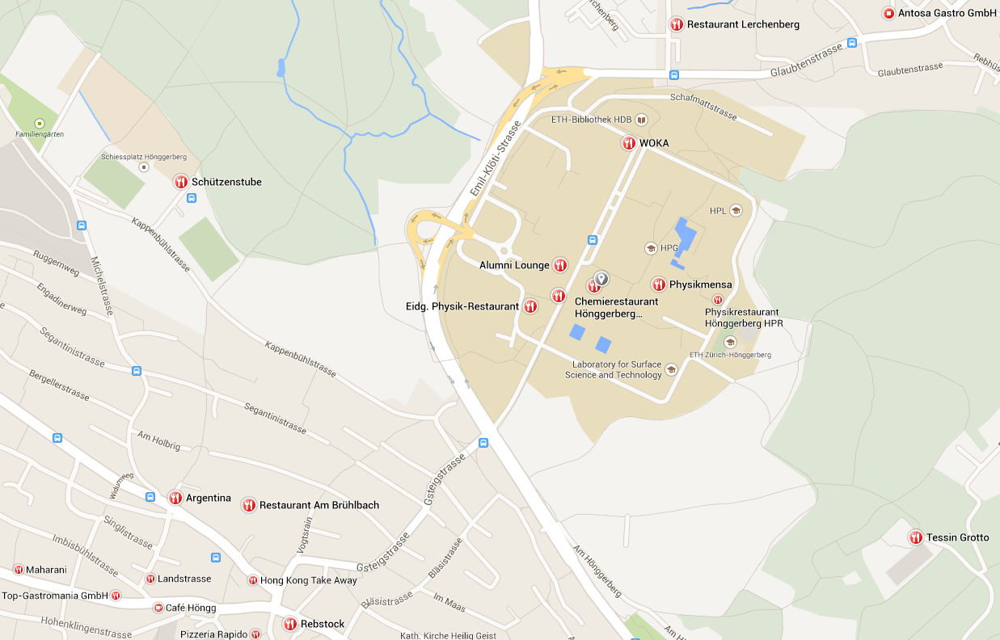 Antosa Gastro GmbH
Restaurant Lerchenberg
Glaubtenstrasse
Glaubtenstrasse
Schafmattstrasse
ETH-Bibliothek HDB
Emil-Klöti-Strasse
Familiengärten
WOKA
Schiessplatz Hönggerberg
Schützenstube
HPL
Kappenbühlstrasse
HPG
Ruggernweg
Michelstrasse
Alumni Lounge
Engadinerweg
Physikmensa
Chemierestaurant
Hönggerberg...
Eidg. Physik-Restaurant
Physikrestaurant
Hönggerberg HPR
Segantinistrasse
Kappenbühlstrasse
ETH Zürich-Hönggerberg
Laboratory for Surface
Science and Technology
Bergellerstrasse
Segantinistrasse
Am Holbrig
Gsteigstrasse
Widumweg
Argentina
Restaurant Am Brühlbach
Singlistrasse
Vogtsrain
Tessin Grotto
Imbisbühlstrasse
Gsteigstrasse
Bläsistrasse
Am Hönggerberg
Maharani
Landstrasse
Hong Kong Take Away
Top-Gastromania GmbH
Café Höngg
Bläsistrasse
Im Maas
Hohenklingenstrasse
Rebstock
Pizzeria Rapido
Kath. Kirche Heilig Geist